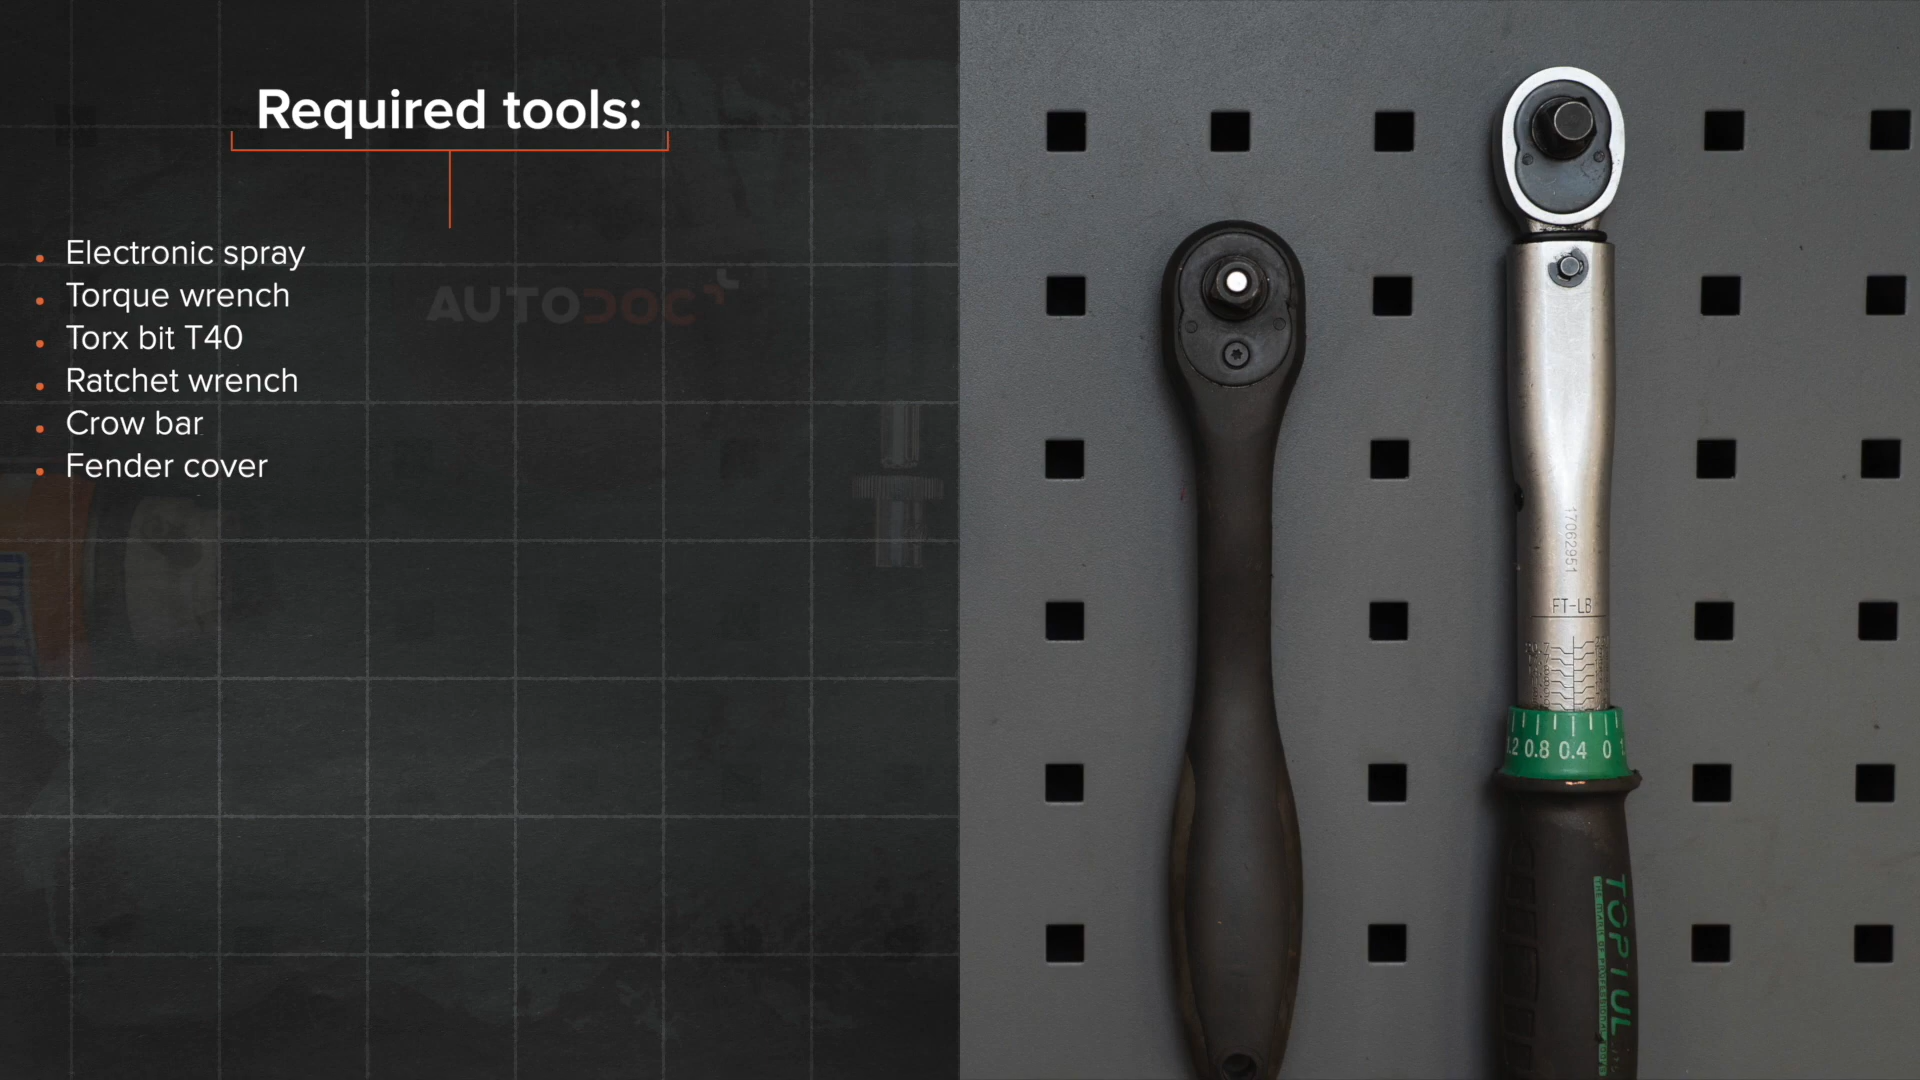 Required tools:
Electronic spray
Torque wrench
Torx bit T40
Ratchet wrench
Crow bar
Fender cover
AUTODOC
17062951
FT-LB
0.8 0.4 0
TOPTUL